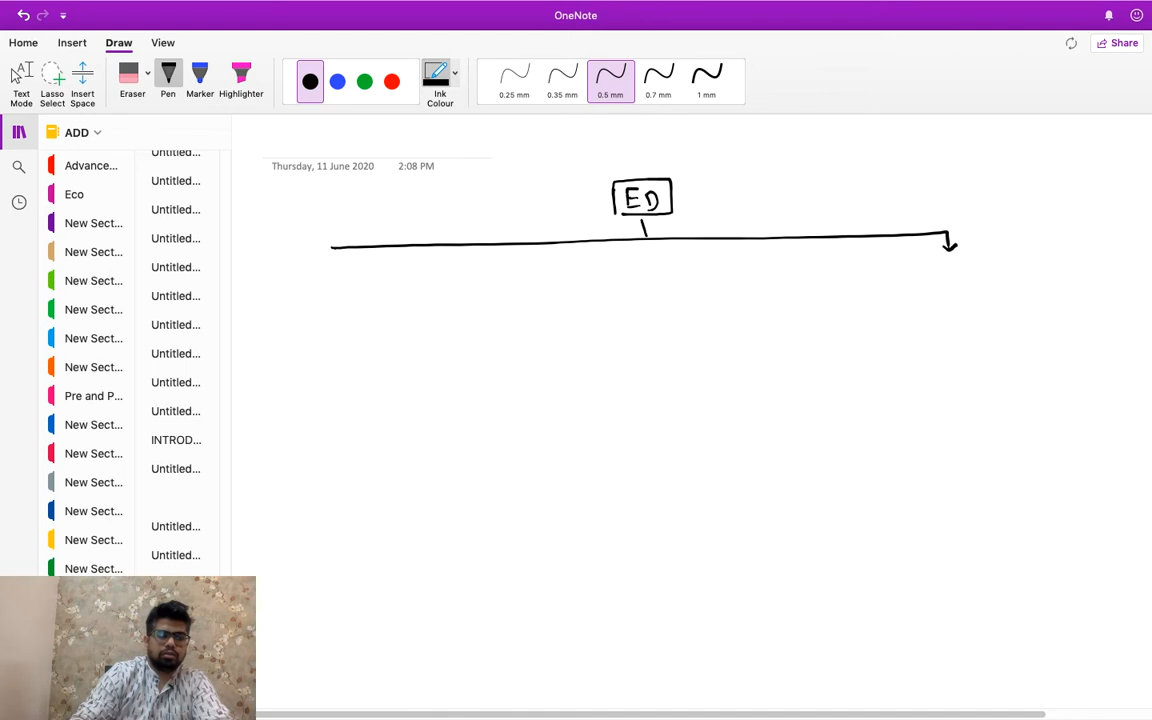 OneNote
Home Insert Draw View
Share
Text Mode
Lasso Select
Insert Space
Eraser
Pen
Marker
Highlighter
Ink Colour
0.25 mm
0.35 mm
0.5 mm
0.7 mm
1 mm
ADD
Advance...
Eco
New Sect...
New Sect...
New Sect...
New Sect...
New Sect...
New Sect...
Pre and P...
New Sect...
New Sect...
New Sect...
New Sect...
New Sect...
New Sect...
Untitled...
Untitled...
Untitled...
Untitled...
Untitled...
Untitled...
Untitled...
Untitled...
Untitled...
Untitled...
INTROD...
Untitled...
Untitled...
Untitled...
Thursday, 11 June 2020 2:08 PM
ED